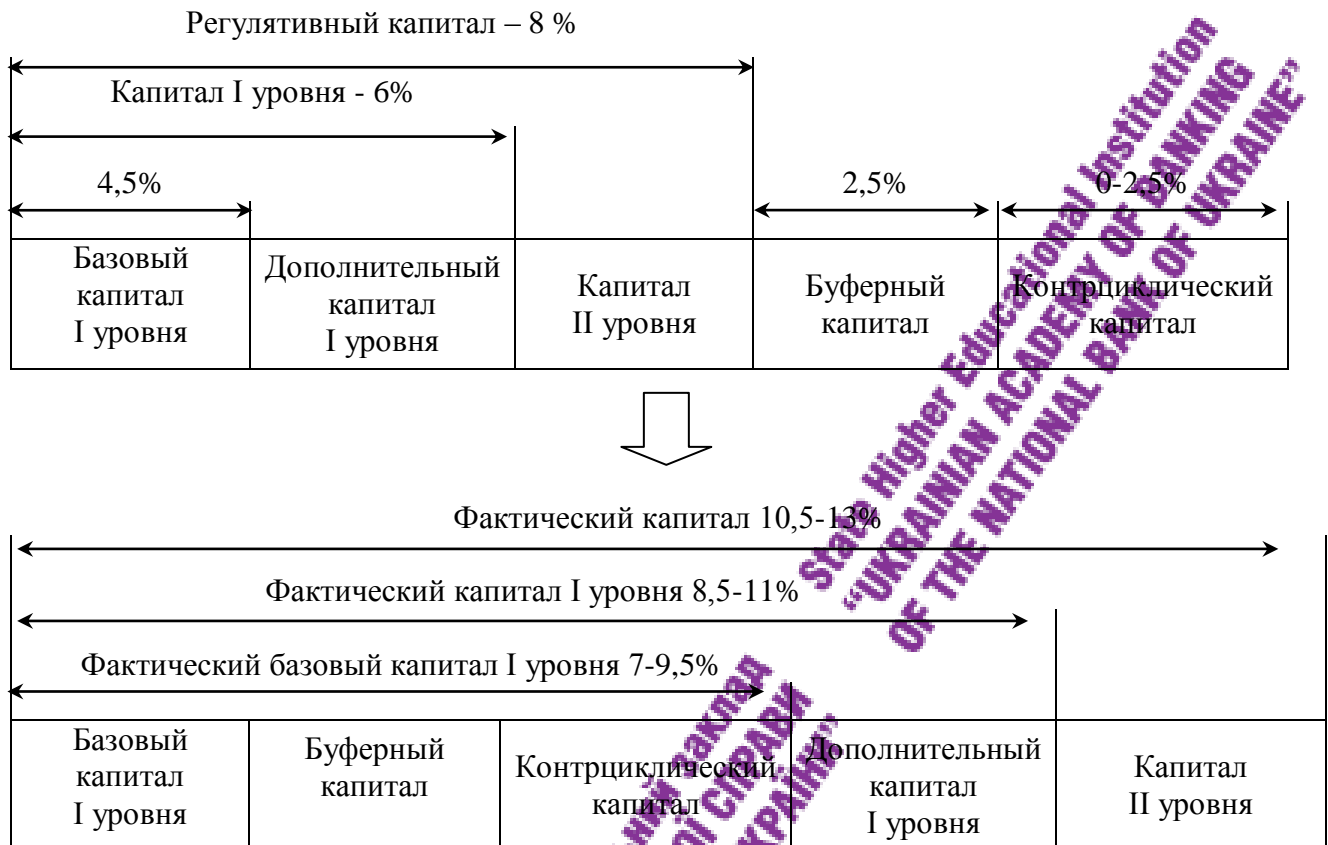 Регулятивный капитал – 8 %
Капитал I уровня - 6%
4,5%
2,5%
0-2,5%
Базовый
капитал
I уровня
Дополнительный
капитал
I уровня
Капитал
II уровня
Буферный
капитал
Контрциклический
капитал
Фактический капитал 10,5-13%
Фактический капитал I уровня 8,5-11%
Фактический базовый капитал I уровня 7-9,5%
Базовый
капитал
I уровня
Буферный
капитал
Контрциклический
капитал
Дополнительный
капитал
I уровня
Капитал
II уровня
State Higher Educational Institution
“UKRAINIAN ACADEMY OF BANKING
OF THE NATIONAL BANK OF UKRAINE”
заклад
СПРАВИ